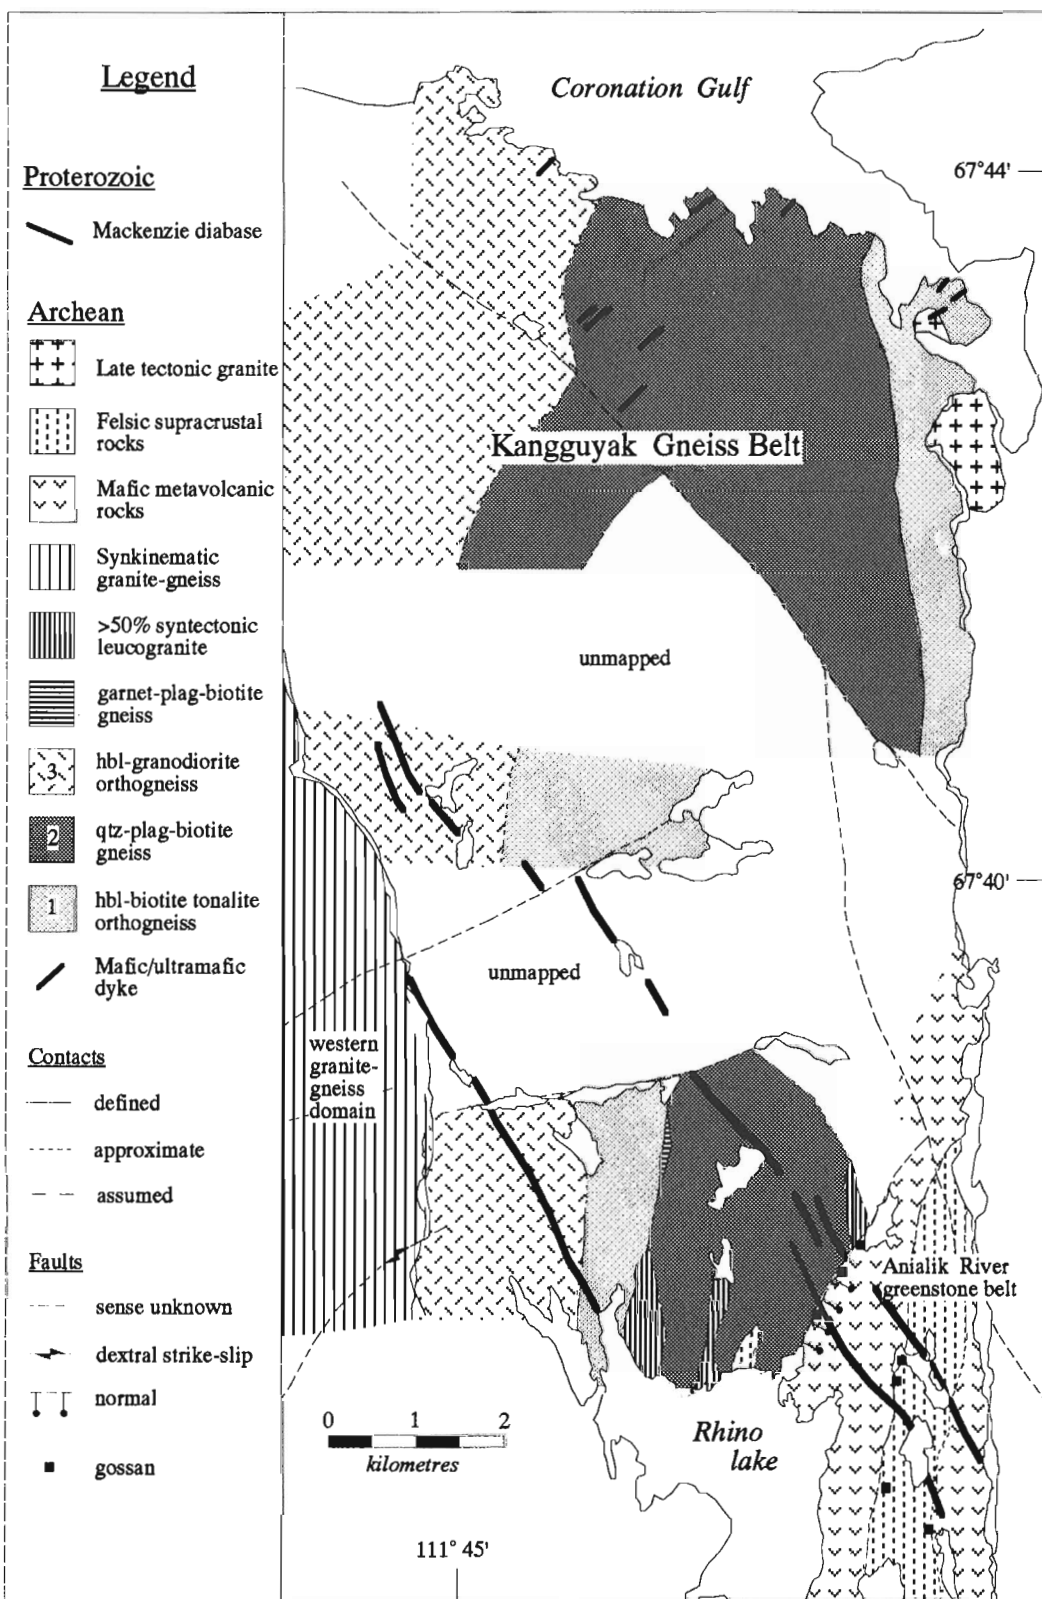 Legend
Proterozoic
Mackenzie diabase
Archean
Late tectonic granite
Felsic supracrustal
rocks
Mafic metavolcanic
rocks
Synkinematic
granite-gneiss
>50% syntectonic
leucogranite
garnet-plag-biotite
gneiss
3
hbl-granodiorite
orthogneiss
2
qtz-plag-biotite
gneiss
1
hbl-biotite tonalite
orthogneiss
Mafic/ultramafic
dyke
Contacts
defined
approximate
assumed
Faults
sense unknown
dextral strike-slip
normal
gossan
Coronation Gulf
67°44'
Kangguyak Gneiss Belt
unmapped
67°40'
unmapped
western
granite-
gneiss
domain
Anialik River
greenstone belt
0 1 2
kilometres
Rhino
lake
111° 45'